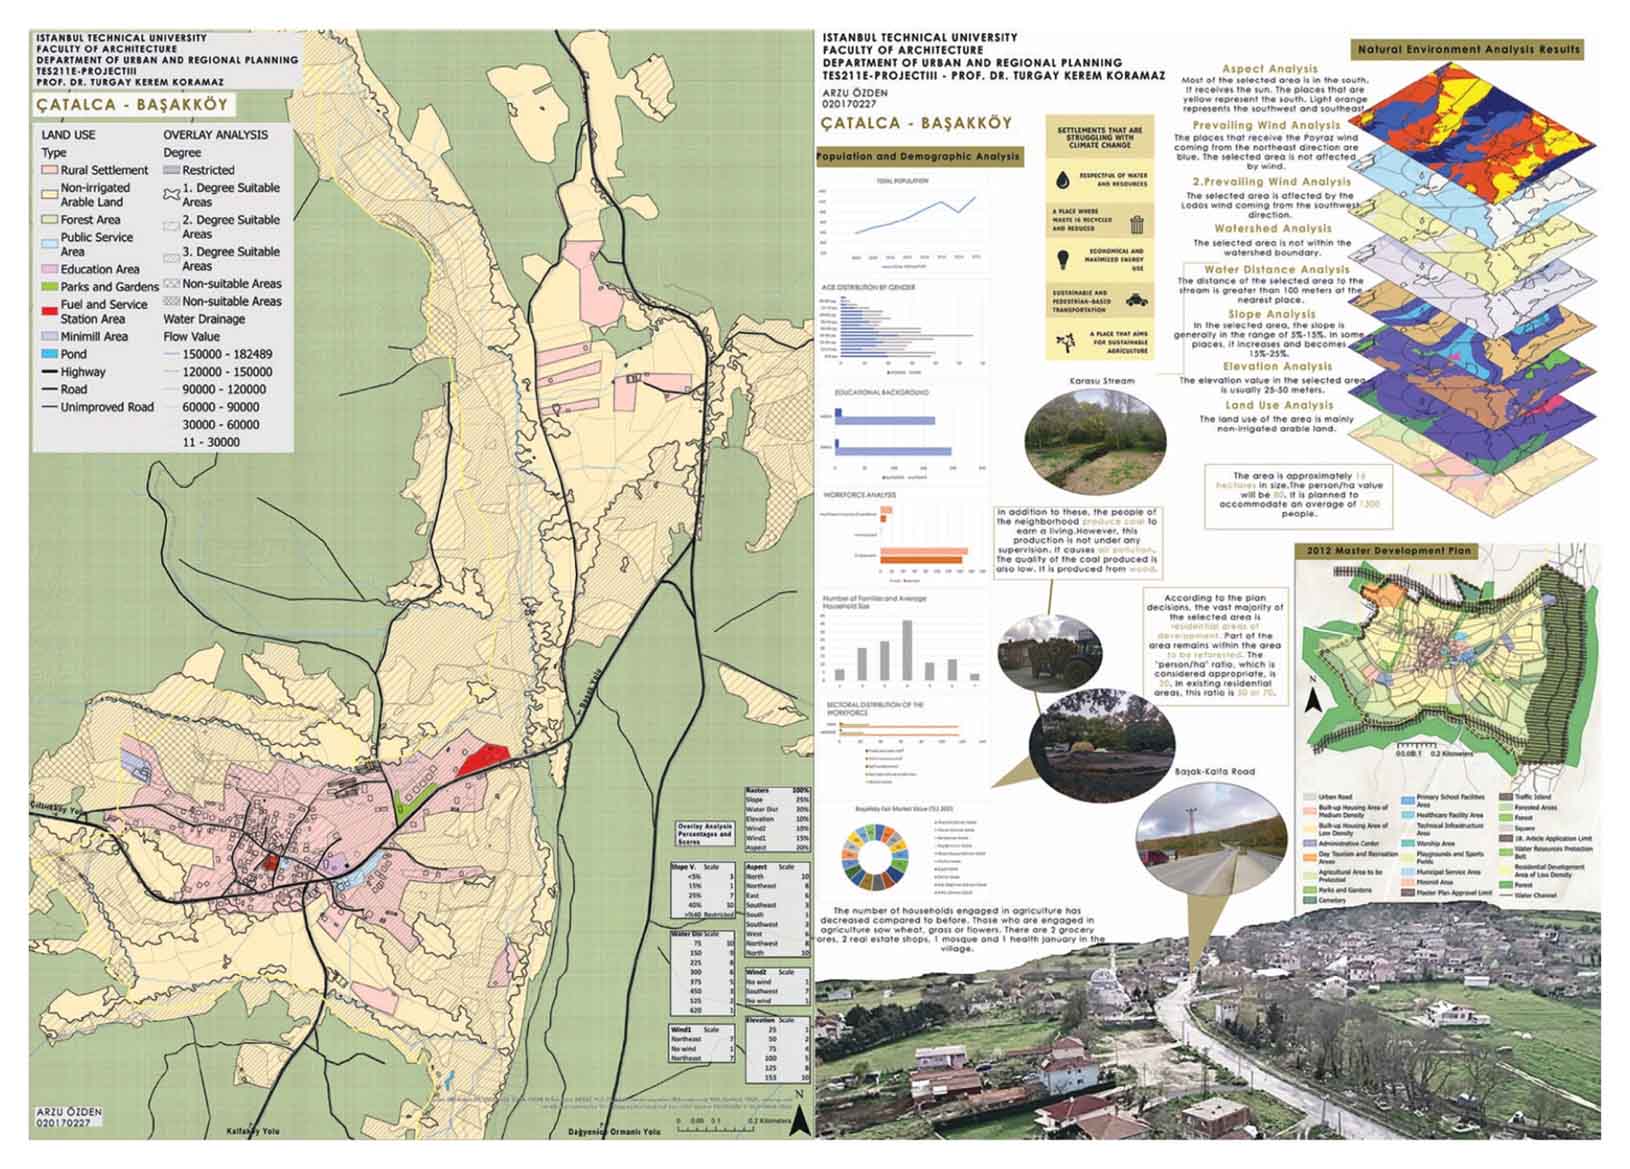 ISTANBUL TECHNICAL UNIVERSITY
FACULTY OF ARCHITECTURE
DEPARTMENT OF URBAN AND REGIONAL PLANNING
TES211E-PROJECTIII
PROF. DR. TURGAY KEREM KORAMAZ
ÇATALCA - BAŞAKKÖY
LAND USE
Type
Rural Settlement
Non-irrigated
Arable Land
Forest Area
Public Service
Area
Education Area
Parks and Gardens
Fuel and Service
Station Area
Minimill Area
Pond
Highway
Road
Unimproved Road
OVERLAY ANALYSIS
Degree
Restricted
1. Degree Suitable
Areas
2. Degree Suitable
Areas
3. Degree Suitable
Areas
Non-suitable Areas
Non-suitable Areas
Water Drainage
Flow Value
150000 - 182489
120000 - 150000
90000 - 120000
60000 - 90000
30000 - 60000
11 - 30000
Kalfaköy Yolu
Dağyenice Ormanlı Yolu
ARZU ÖZDEN
020170227
Overlay Analysis
Percentages and
Scores
Rasters 100%
Slope 25%
Water Dist 20%
Elevation 10%
Wind2 10%
Wind1 15%
Aspect 20%
Slope V. Scale
<5% 3
15% 1
25% 7
40% 10
>%40 Restricted
Water Dis Scale
75 10
150 9
225 8
300 6
375 5
450 3
525 2
620 1
Wind1 Scale
Northeast 7
No wind 1
Northeast 7
Aspect Scale
North 10
Northeast 8
East 6
Southeast 3
South 1
Southwest 3
West 6
Northwest 8
North 10
Wind2 Scale
No wind 1
Southwest 7
No wind 1
Elevation Scale
25 1
50 2
75 4
100 5
125 8
153 10
N
0 0.05 0.1 0.2 Kilometers
ISTANBUL TECHNICAL UNIVERSITY
FACULTY OF ARCHITECTURE
DEPARTMENT OF URBAN AND REGIONAL PLANNING
TES211E-PROJECTIII - PROF. DR. TURGAY KEREM KORAMAZ
ARZU ÖZDEN
020170227
ÇATALCA - BAŞAKKÖY
Population and Demographic Analysis
TOTAL POPULATION
AGE DISTRIBUTION BY GENDER
EDUCATIONAL BACKGROUND
WORKFORCE ANALYSIS
Number of Families and Average
Household Size
SECTORAL DISTRIBUTION OF THE
WORKFORCE
Başakköy Fair Market Value (TL) 2021
SETTLEMENTS THAT ARE
STRUGGLING WITH
CLIMATE CHANGE
RESPECTFUL OF WATER
AND RESOURCES
A PLACE WHERE
WASTE IS RECYCLED
AND REDUCED
ECONOMICAL AND
MAXIMIZED ENERGY
USE
SUSTAINABLE AND
PEDESTRIAN-BASED
TRANSPORTATION
A PLACE THAT AIMS
FOR SUSTAINABLE
AGRICULTURE
Karasu Stream
In addition to these, the people of
the neighborhood produce coal to
earn a living.However, this
production is not under any
supervision. It causes air pollution.
The quality of the coal produced is
also low. It is produced from wood.
According to the plan
decisions, the vast majority of
the selected area is
residential areas of
development. Part of the
area remains within the area
to be reforested. The
"person/ha" ratio, which is
considered appropriate, is
20. In existing residential
areas, this ratio is 50 or 70.
Başak-Kalfa Road
The number of households engaged in agriculture has
decreased compared to before. Those who are engaged in
agriculture sow wheat, grass or flowers. There are 2 grocery
ores, 2 real estate shops, 1 mosque and 1 health january in the
village.
Natural Environment Analysis Results
Aspect Analysis
Most of the selected area is in the south.
It receives the sun. The places that are
yellow represent the south. Light orange
represents the southwest and southeast
Prevailing Wind Analysis
The places that receive the Poyraz wind
coming from the northeast direction are
blue. The selected area is not affected
by wind.
2.Prevailing Wind Analysis
The selected area is affected by the
Lodos wind coming from the southwest
direction.
Watershed Analysis
The selected area is not within the
watershed boundary.
Water Distance Analysis
The distance of the selected area to the
stream is greater than 100 meters at the
nearest place.
Slope Analysis
In the selected area, the slope is
generally in the range of 5%-15%. In some
places, it increases and becomes
15%-25%.
Elevation Analysis
The elevation value in the selected area
is usually 25-50 meters.
Land Use Analysis
The land use of the area is mainly
non-irrigated arable land.
The area is approximately 16
hectares in size.The person/ha value
will be 80. It is planned to
accommodate an average of 1300
people.
2012 Master Development Plan
N
0.2 Kilometers
Urban Road
Built-up Housing Area of
Medium Density
Built-up Housing Area of
Low Density
Administrative Center
Day Tourism and Recreation
Areas
Agricultural Area to be
Protected
Parks and Gardens
Cemetery
Primary School Facilities
Area
Healthcare Facility Area
Technical Infrastructure
Area
Worship Area
Playgrounds and Sports
Fields
Municipal Service Area
Minimill Area
Master Plan Approval Limit
Traffic Island
Forested Areas
Forest
Square
18. Article Application Limit
Water Resources Protection
Belt
Residential Development
Area of Low Density
Forest
Water Channel